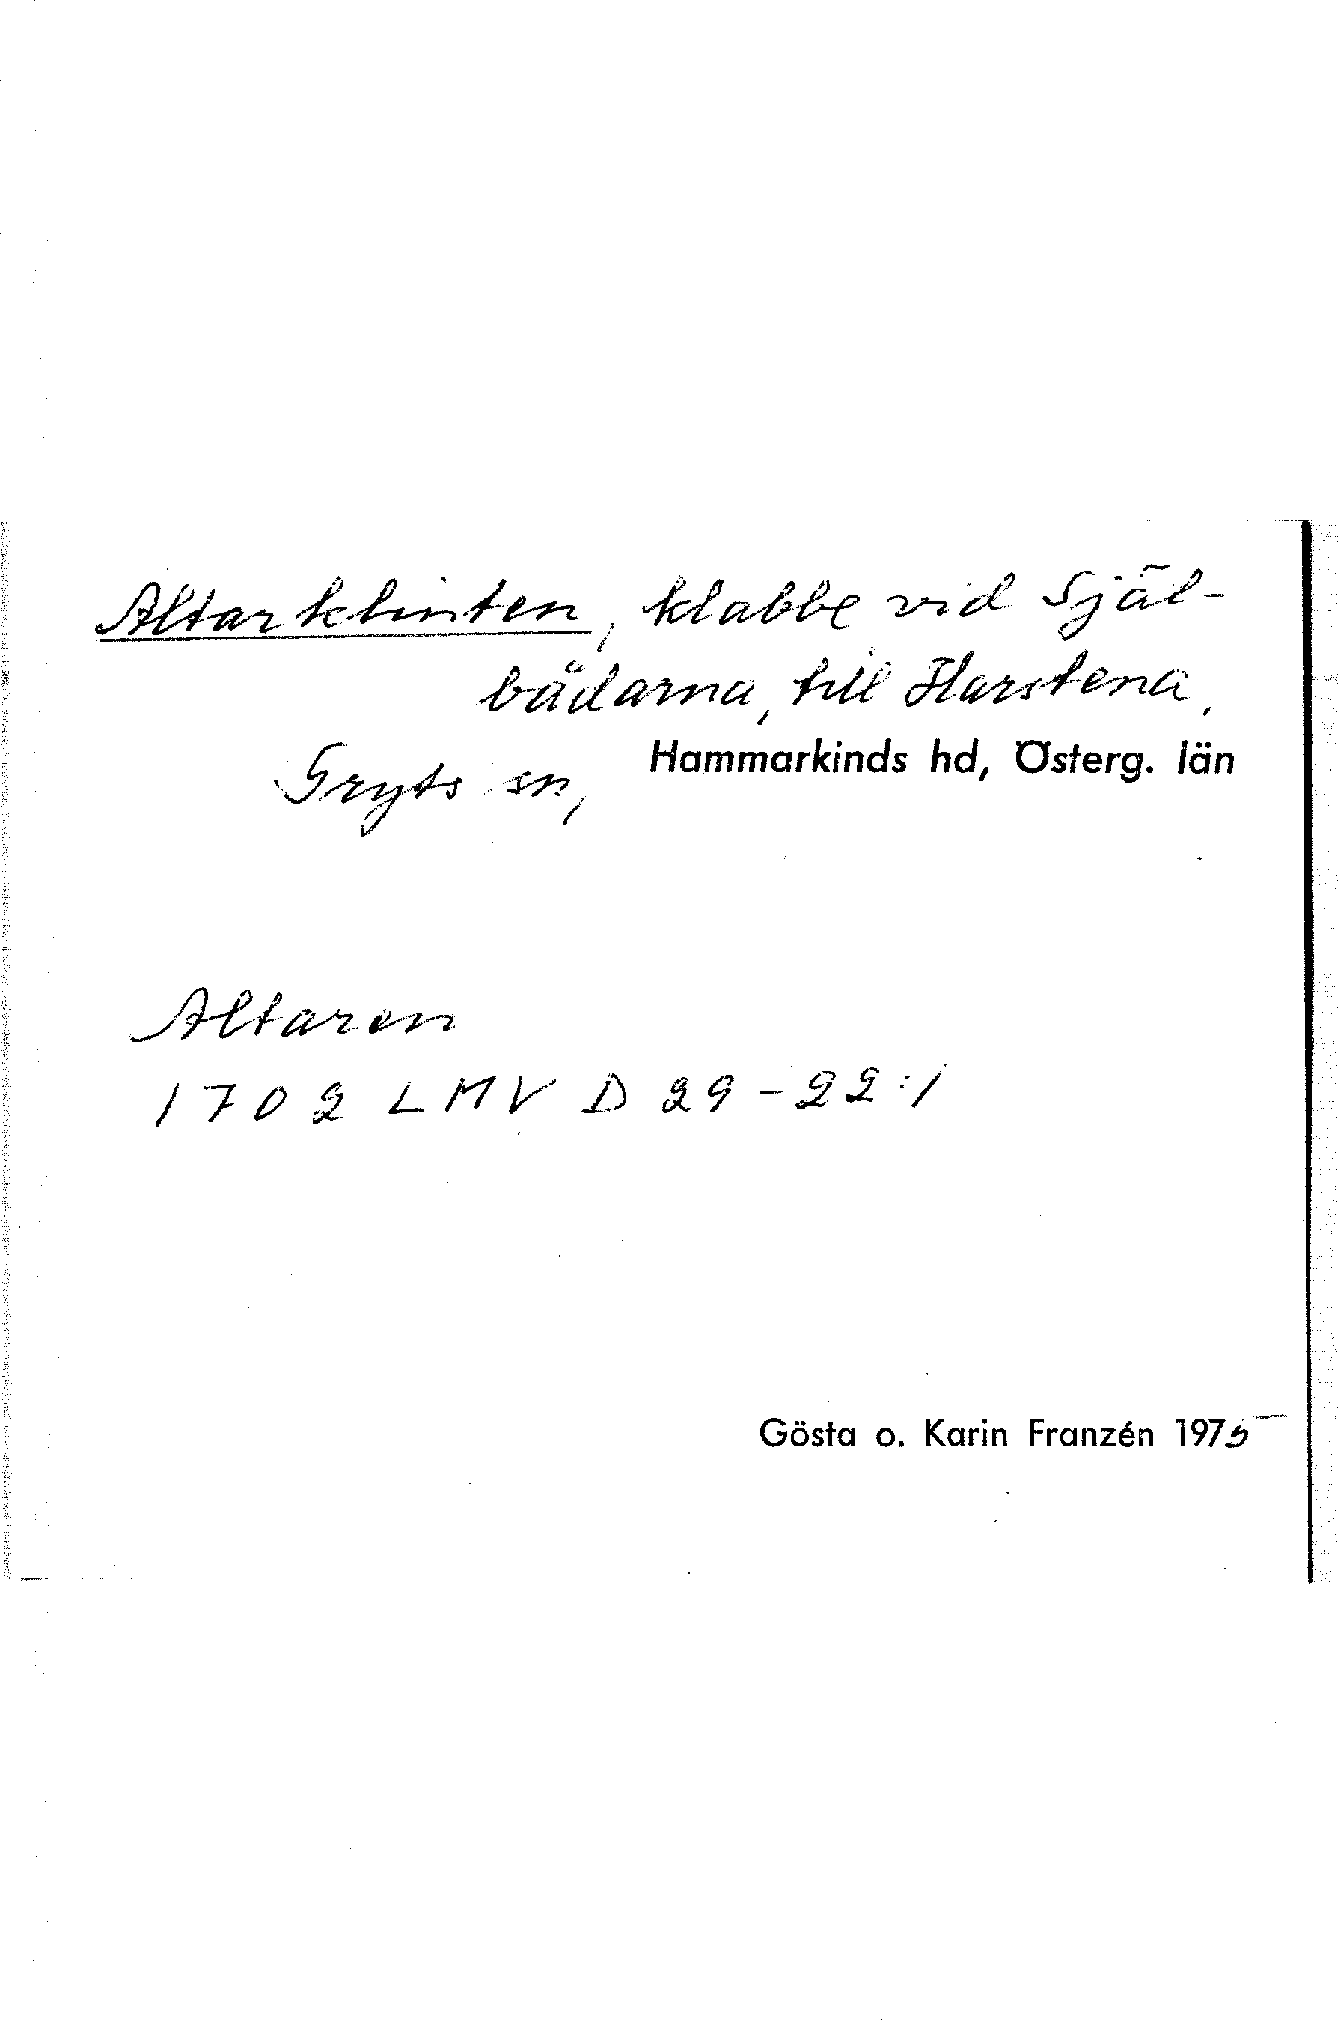 Altarklinten, klabbe vid Själ-
bådarna, till Harstena,
Gryts sn, Hammarkinds hd, Österg. län
Altaren
1702 LMV D 29-22:1
Gösta o. Karin Franzén 1975